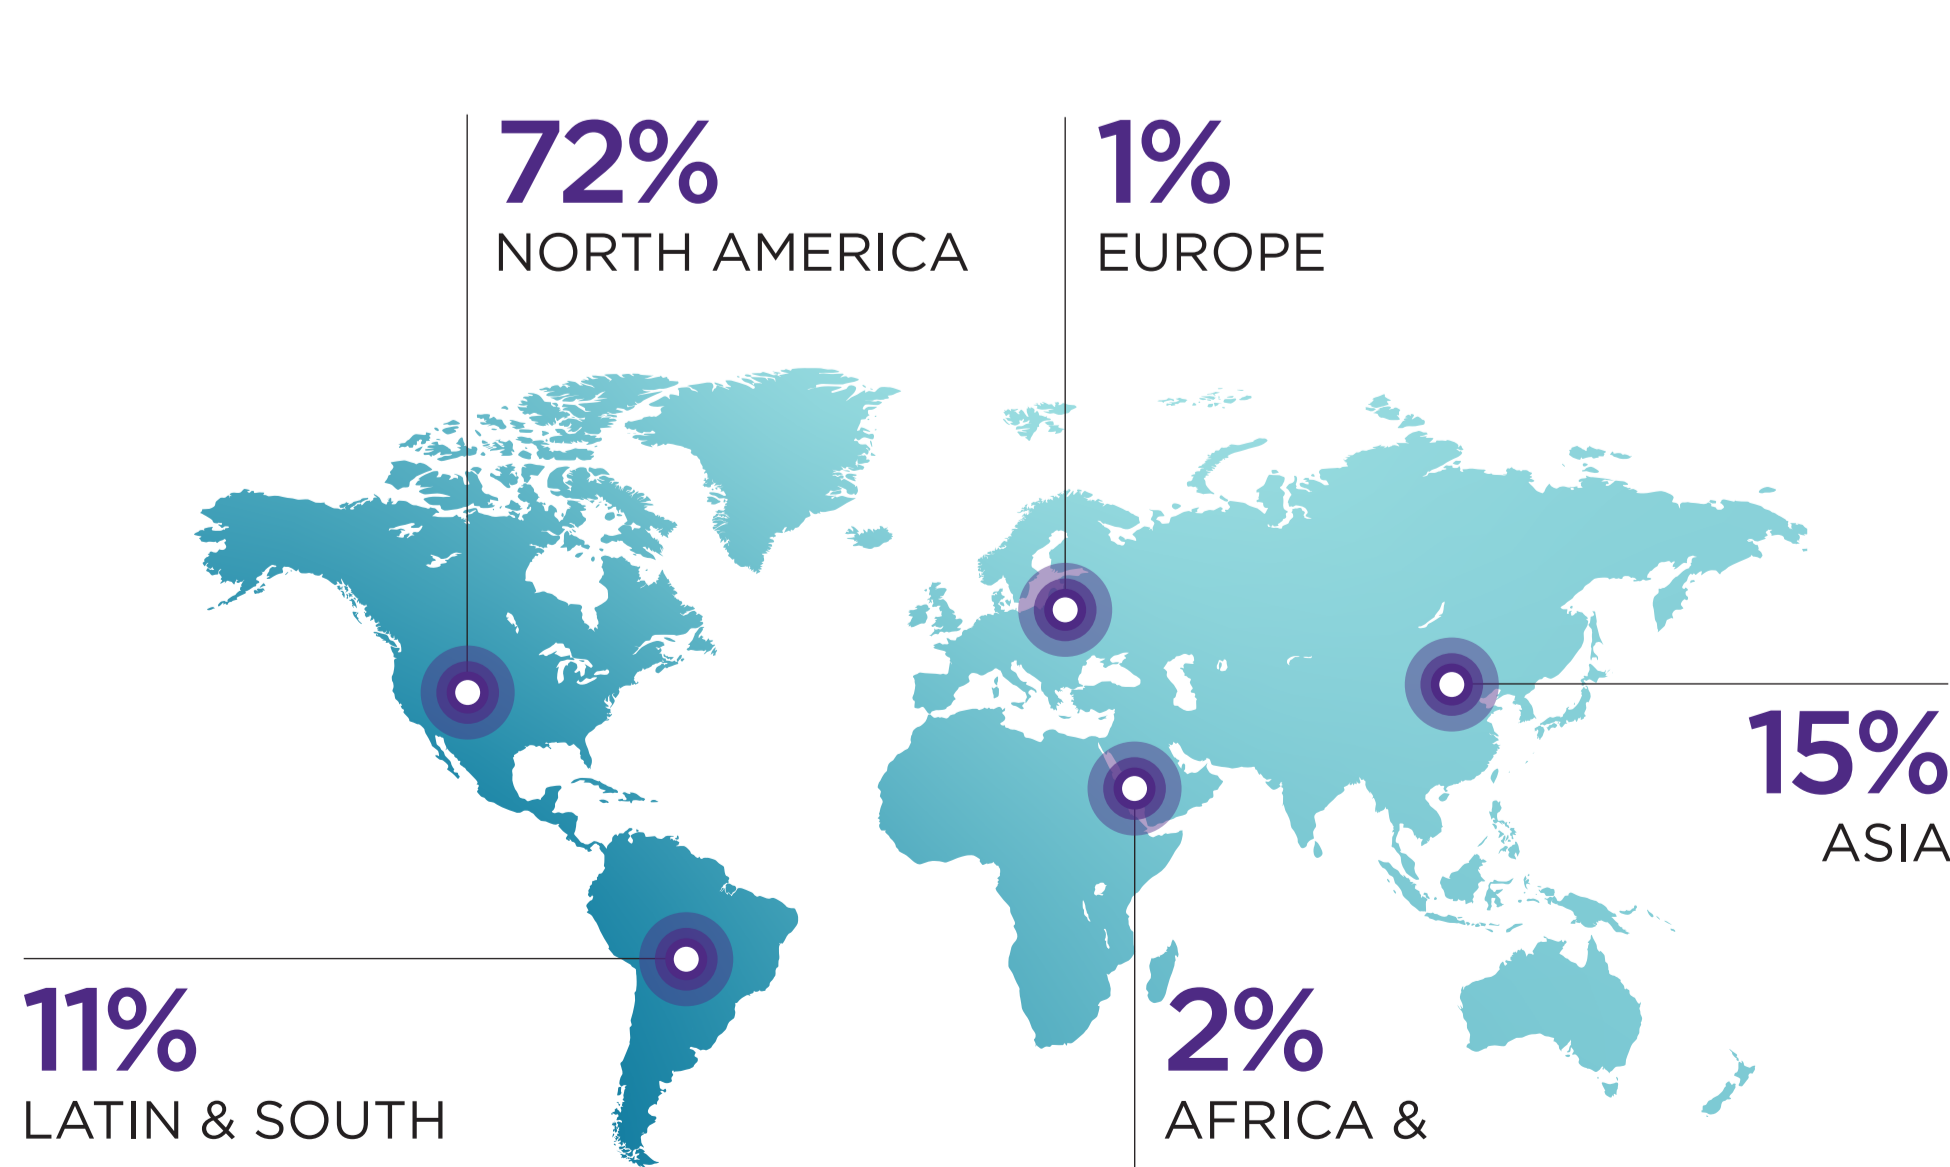 72%
NORTH AMERICA
1%
EUROPE
15%
ASIA
11%
LATIN & SOUTH
2%
AFRICA &